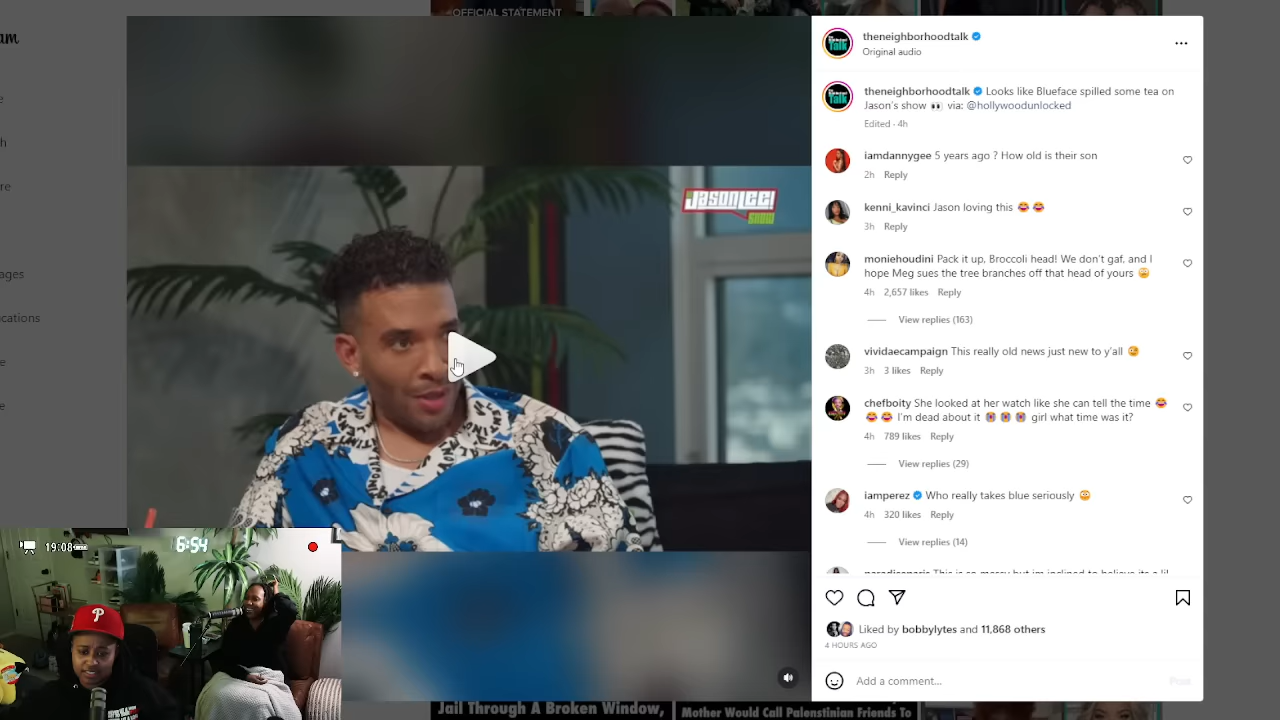 OFFICIAL STATEMENT
am
e
h
re
ages
ications
e
e
JASON LEE!
SHOW
19:08
6:54
P
Jail Through A Broken Window,
Mother Would Call Palenstinian Friends To
theneighborhoodtalk
Original audio
theneighborhoodtalk Looks like Blueface spilled some tea on
Jason's show 👀 via: @hollywoodunlocked
Edited · 4h
iamdannygee 5 years ago ? How old is their son
2h Reply
kenni_kavinci Jason loving this 😂 😂
3h Reply
moniehoudini Pack it up, Broccoli head! We don't gaf, and I
hope Meg sues the tree branches off that head of yours
4h 2,657 likes Reply
View replies (163)
vividaecampaign This really old news just new to y'all
3h 3 likes Reply
chefboity She looked at her watch like she can tell the time 😂
😂 😂 I'm dead about it 😭 😭 😭 girl what time was it?
4h 789 likes Reply
View replies (29)
iamperez Who really takes blue seriously
4h 320 likes Reply
View replies (14)
Liked by bobbylytes and 11,868 others
4 HOURS AGO
Add a comment...
Post